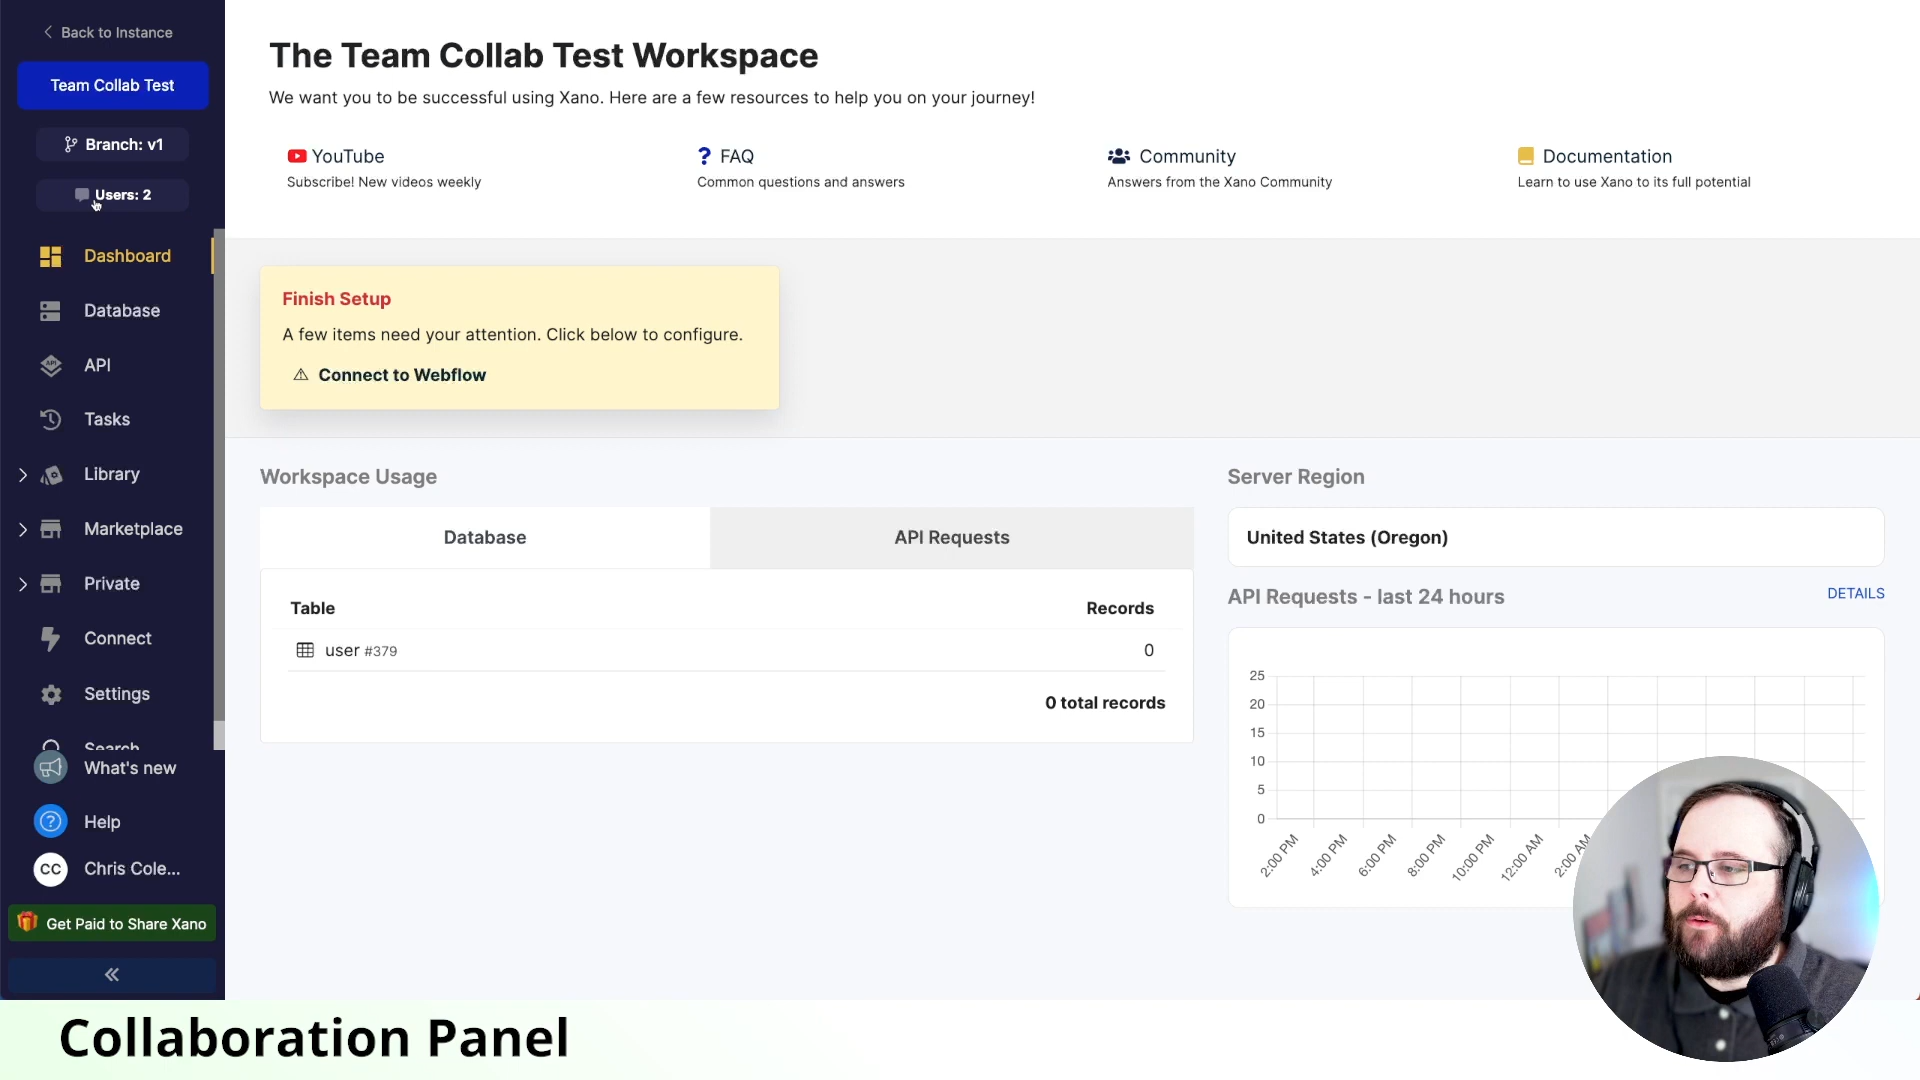 Back to Instance
Team Collab Test
Branch: v1
Users: 2
Dashboard
Database
API
Tasks
Library
Marketplace
Private
Connect
Settings
Search
What's new
Help
CC Chris Cole...
Get Paid to Share Xano
The Team Collab Test Workspace
We want you to be successful using Xano. Here are a few resources to help you on your journey!
YouTube
Subscribe! New videos weekly
? FAQ
Common questions and answers
Community
Answers from the Xano Community
Documentation
Learn to use Xano to its full potential
Finish Setup
A few items need your attention. Click below to configure.
Connect to Webflow
Workspace Usage
Database API Requests
Table Records
user #379 0
0 total records
Server Region
United States (Oregon)
API Requests - last 24 hours DETAILS
25
20
15
10
5
0
2:00 PM 4:00 PM 6:00 PM 8:00 PM 10:00 PM 12:00 AM 2:00 AM
Collaboration Panel